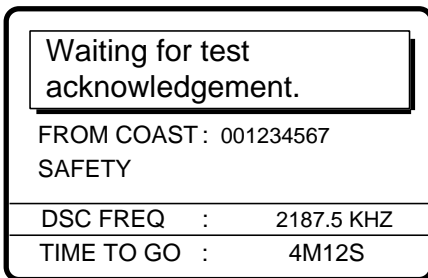 Waiting for test
acknowledgement.
FROM COAST : 001234567
SAFETY
DSC FREQ : 2187.5 KHZ
TIME TO GO : 4M12S